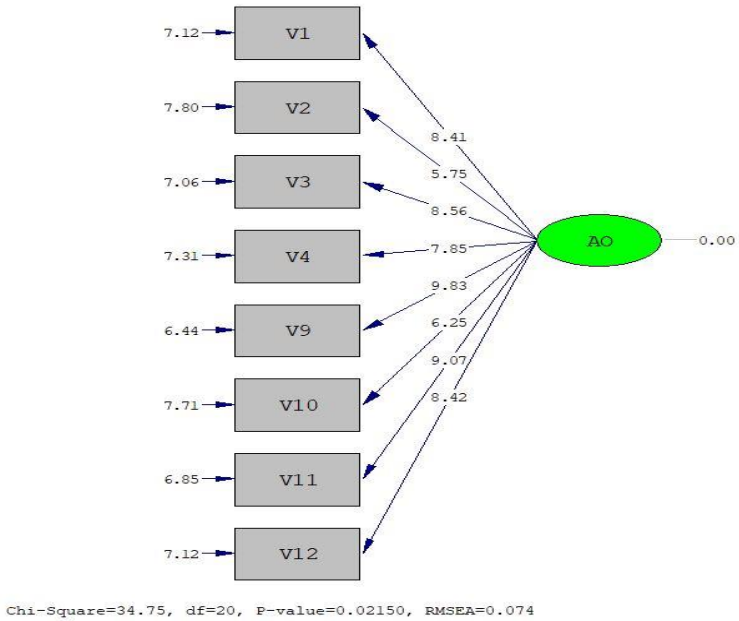 7.12 V1
8.41
7.80 V2
5.75
7.06 V3
8.56
7.31 V4 7.85 AO 0.00
9.83
6.44 V9
6.25
9.07
7.71 V10 8.42
6.85 V11
7.12 V12
Chi-Square=34.75, df=20, P-value=0.02150, RMSEA=0.074